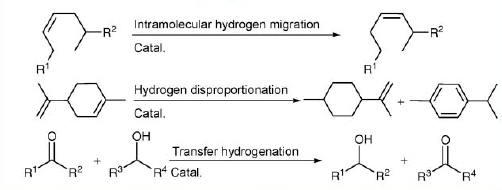 R² Intramolecular hydrogen migration R²
Catal.
R¹ R¹
Hydrogen disproportionation
Catal. +
O OH Transfer hydrogenation OH O
R¹ R² + R³ R⁴ Catal. R¹ R² + R³ R⁴